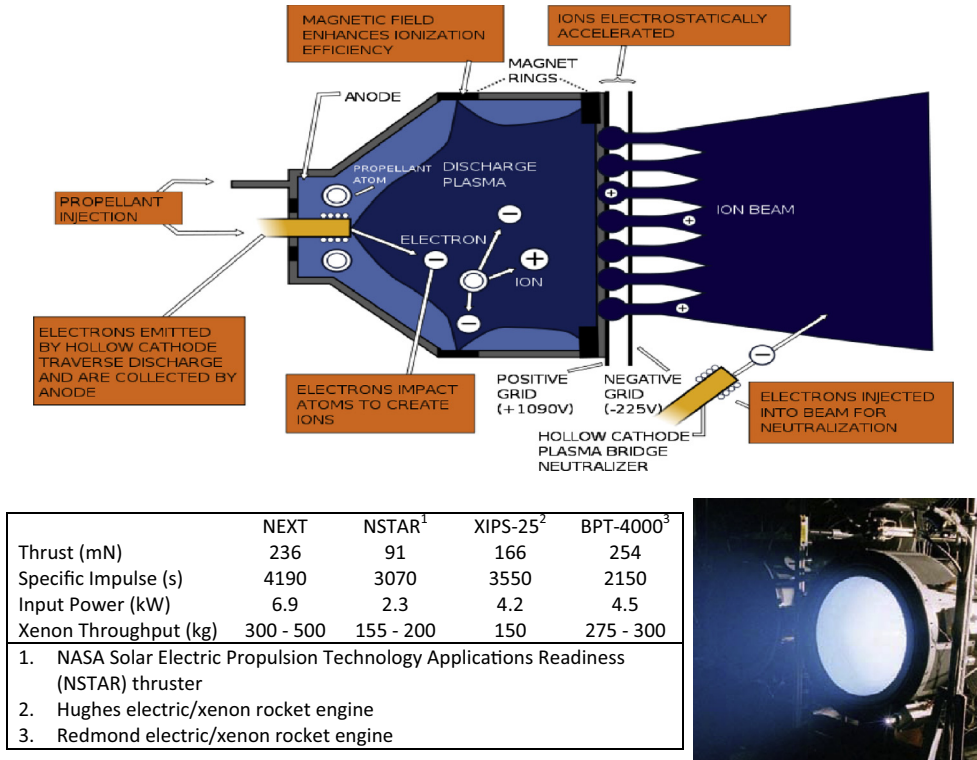 MAGNETIC FIELD
ENHANCES IONIZATION
EFFICIENCY
IONS ELECTROSTATICALLY
ACCELERATED
MAGNET
RINGS
ANODE
PROPELLANT
ATOM
DISCHARGE
PLASMA
PROPELLANT
INJECTION
ION BEAM
ELECTRON
ION
ELECTRONS EMITTED
BY HOLLOW CATHODE
TRAVERSE DISCHARGE
AND ARE COLLECTED BY
ANODE
ELECTRONS IMPACT
ATOMS TO CREATE
IONS
POSITIVE
GRID
(+1090V)
NEGATIVE
GRID
(-225V)
HOLLOW CATHODE
PLASMA BRIDGE
NEUTRALIZER
ELECTRONS INJECTED
INTO BEAM FOR
NEUTRALIZATION
NEXT NSTAR¹ XIPS-25² BPT-4000³
Thrust (mN) 236 91 166 254
Specific Impulse (s) 4190 3070 3550 2150
Input Power (kW) 6.9 2.3 4.2 4.5
Xenon Throughput (kg) 300 - 500 155 - 200 150 275 - 300
1. NASA Solar Electric Propulsion Technology Applications Readiness
(NSTAR) thruster
2. Hughes electric/xenon rocket engine
3. Redmond electric/xenon rocket engine